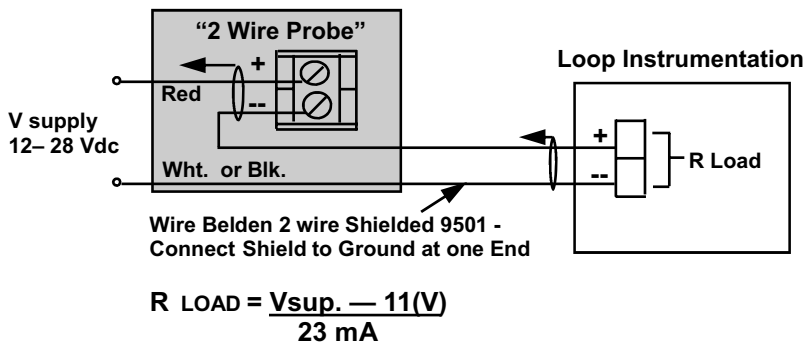 “2 Wire Probe”
+
--
Red
V supply
12– 28 Vdc
Wht. or Blk.
Loop Instrumentation
+
--
R Load
Wire Belden 2 wire Shielded 9501 -
Connect Shield to Ground at one End
R LOAD = Vsup. — 11(V)
23 mA